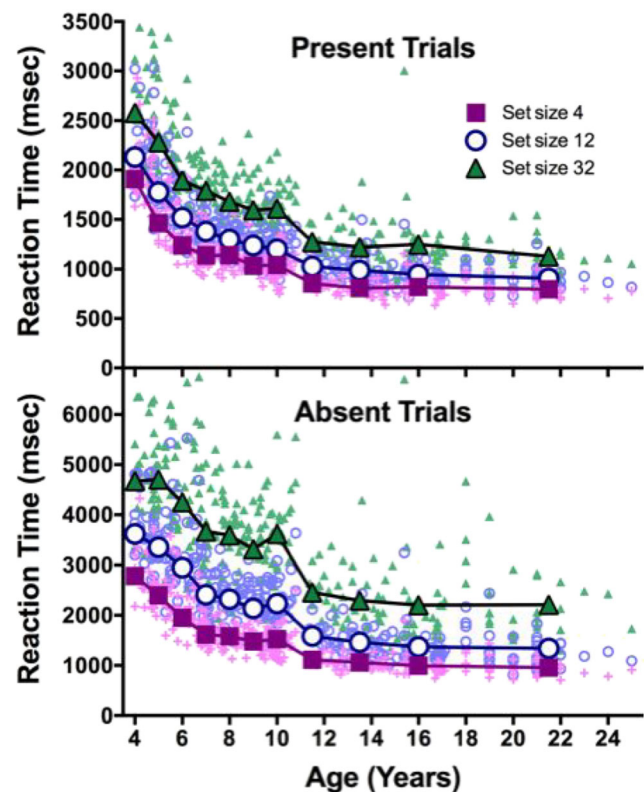 3500
Present Trials
3000
Set size 4
2500
Set size 12
2000
Set size 32
1500
1000
500
0
Reaction Time (msec)
Absent Trials
6000
5000
4000
3000
2000
1000
0
Reaction Time (msec)
4 6 8 10 12 14 16 18 20 22 24
Age (Years)